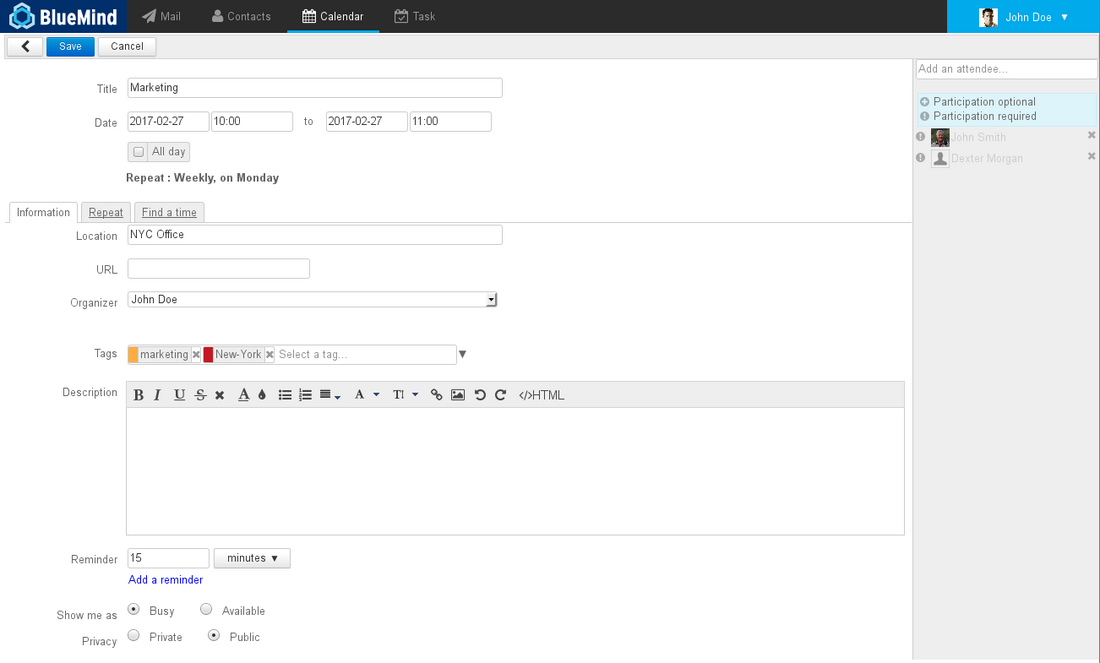 BlueMind Mail Contacts Calendar Task John Doe ▼
Save Cancel
Add an attendee...
Title Marketing
Participation optional
Participation required
Date 2017-02-27 10:00 to 2017-02-27 11:00
John Smith
All day
Dexter Morgan
Repeat : Weekly, on Monday
Information Repeat Find a time
Location NYC Office
URL
Organizer John Doe
Tags marketing New-York Select a tag... ▼
Description B I U S A A T! </>HTML
Reminder 15 minutes ▼
Add a reminder
Show me as Busy Available
Privacy Private Public